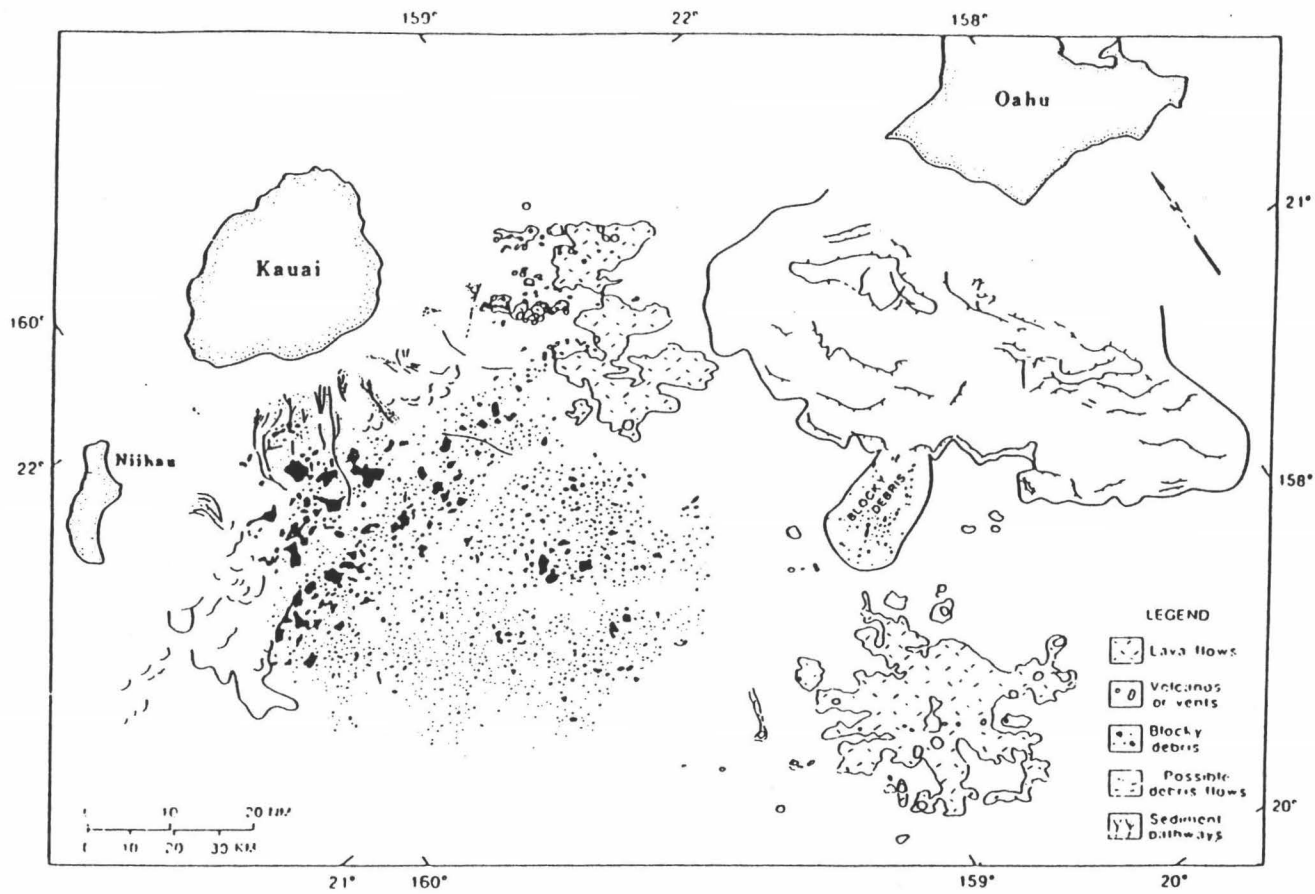 159°
22°
158°
Oahu
21°
Kauai
160°
Niihau
22°
158°
BLOCKY
DEBRIS
LEGEND
Lava flows
Volcanos
or vents
Blocky
debris
Possible
debris flows
Sediment
pathways
10 20 NM
10 20 30 KM
20°
21° 160°
159° 20°